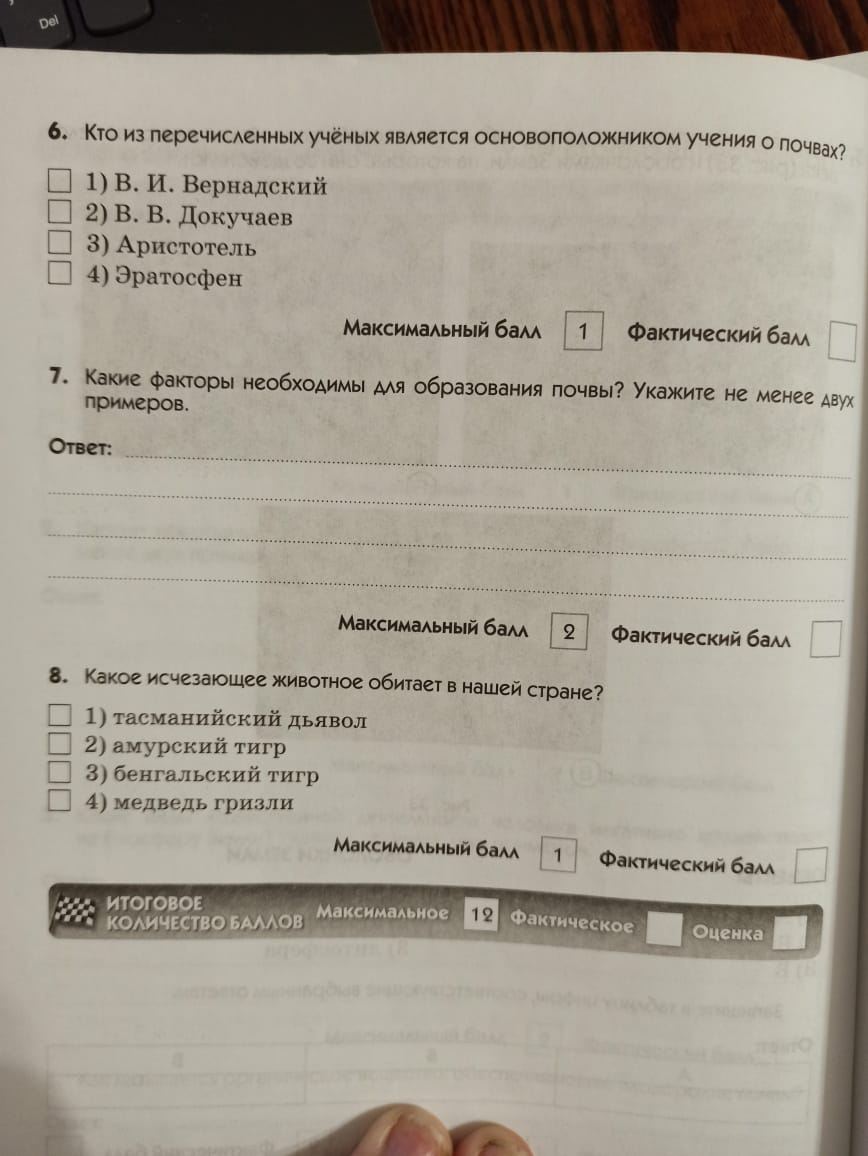 Del
6. Кто из перечисленных учёных является основоположником учения о почвах?
1) В. И. Вернадский
2) В. В. Докучаев
3) Аристотель
4) Эратосфен
Максимальный балл 1 Фактический балл
7. Какие факторы необходимы для образования почвы? Укажите не менее двух
примеров.
Ответ:
Максимальный балл 2 Фактический балл
8. Какое исчезающее животное обитает в нашей стране?
1) тасманийский дьявол
2) амурский тигр
3) бенгальский тигр
4) медведь гризли
Максимальный балл 1 Фактический балл
ИТОГОВОЕ
КОЛИЧЕСТВО БАЛЛОВ Максимальное 12 Фактическое Оценка